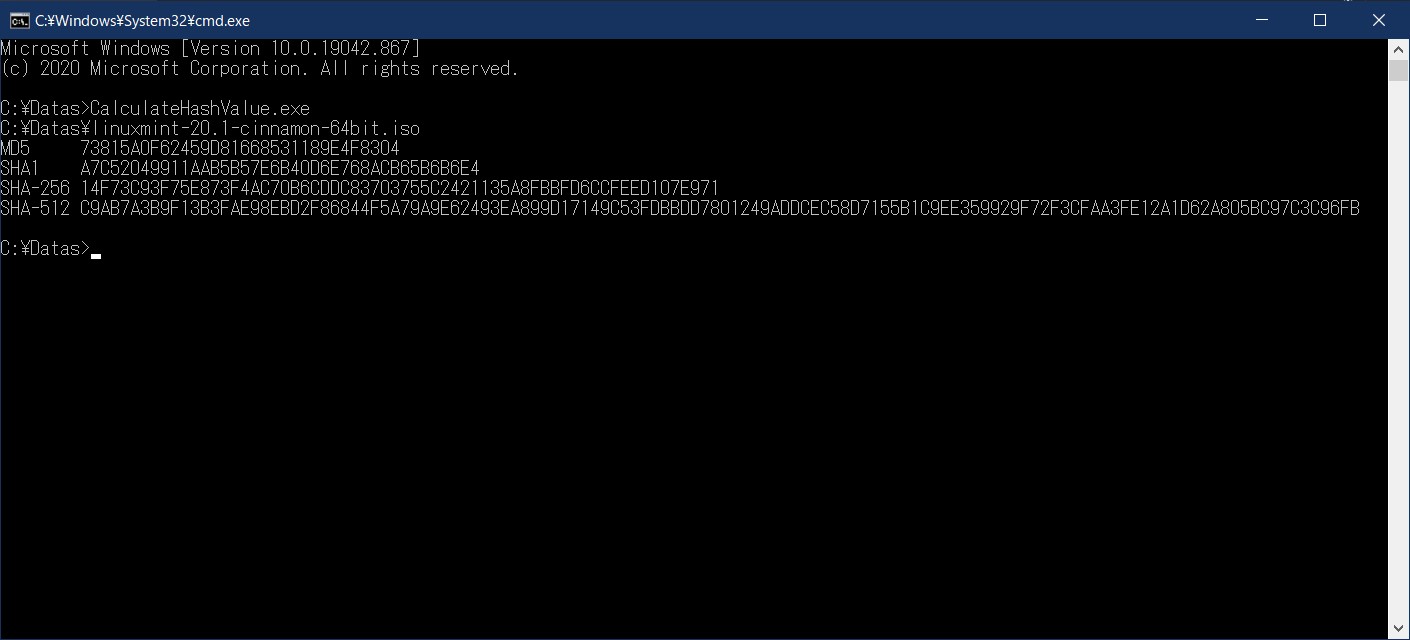 C:¥Windows¥System32¥cmd.exe
Microsoft Windows [Version 10.0.19042.867]
(c) 2020 Microsoft Corporation. All rights reserved.
C:¥Datas>CalculateHashValue.exe
C:¥Datas¥linuxmint-20.1-cinnamon-64bit.iso
MD5     73815A0F62459D81668531189E4F8304
SHA1    A7C52049911AAB5B57E6B40D6E768ACB65B6B6E4
SHA-256 14F73C93F75E873F4AC70B6CDDC83703755C2421135A8FBBFD6CCFEED107E971
SHA-512 C9AB7A3B9F13B3FAE98EBD2F86844F5A79A9E62493EA899D17149C53FDBBDD7801249ADDCEC58D7155B1C9EE359929F72F3CFAA3FE12A1D62A805BC97C3C96FB
C:¥Datas>